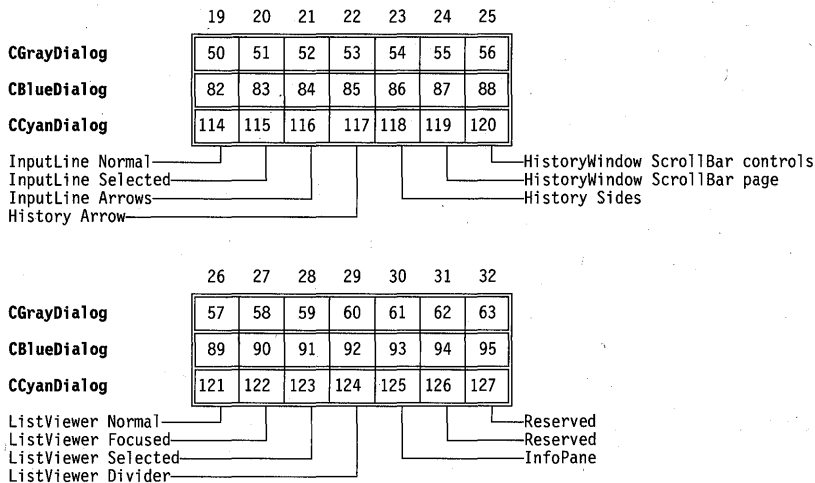 19 20 21 22 23 24 25
CGrayDialog 50 51 52 53 54 55 56
CBlueDialog 82 83 84 85 86 87 88
CCyanDialog 114 115 116 117 118 119 120
InputLine Normal HistoryWindow ScrollBar controls
InputLine Selected HistoryWindow ScrollBar page
InputLine Arrows History Sides
History Arrow
26 27 28 29 30 31 32
CGrayDialog 57 58 59 60 61 62 63
CBlueDialog 89 90 91 92 93 94 95
CCyanDialog 121 122 123 124 125 126 127
ListViewer Normal Reserved
ListViewer Focused Reserved
ListViewer Selected InfoPane
ListViewer Divider